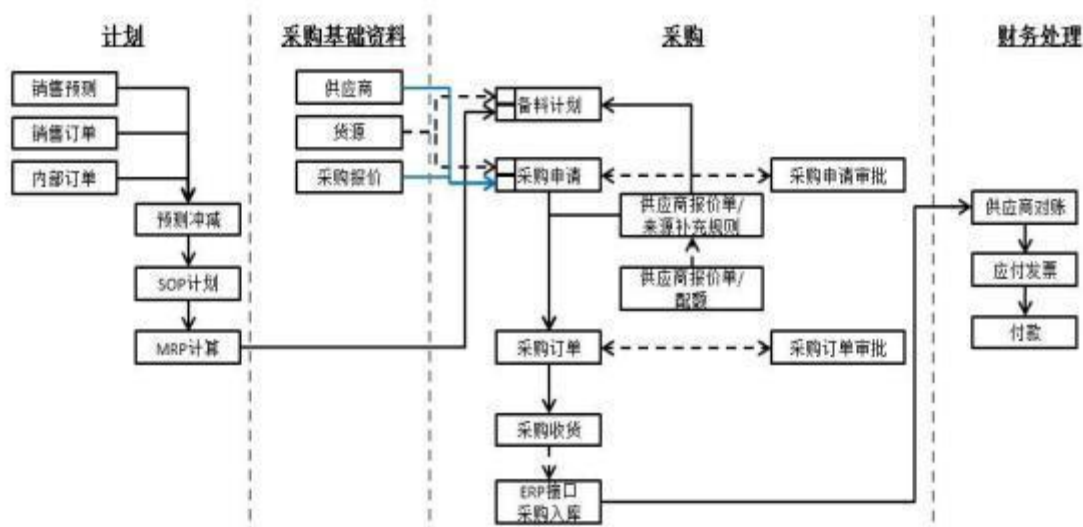 计划
采购基础资料
采购
财务处理
销售预测
销售订单
内部订单
预测冲减
SOP计划
MRP计算
供应商
货源
采购报价
备料计划
采购申请
采购申请审批
供应商报价单/
来源补充规则
供应商报价单/
配额
采购订单
采购订单审批
采购收货
ERP接口
采购入库
供应商对账
应付发票
付款